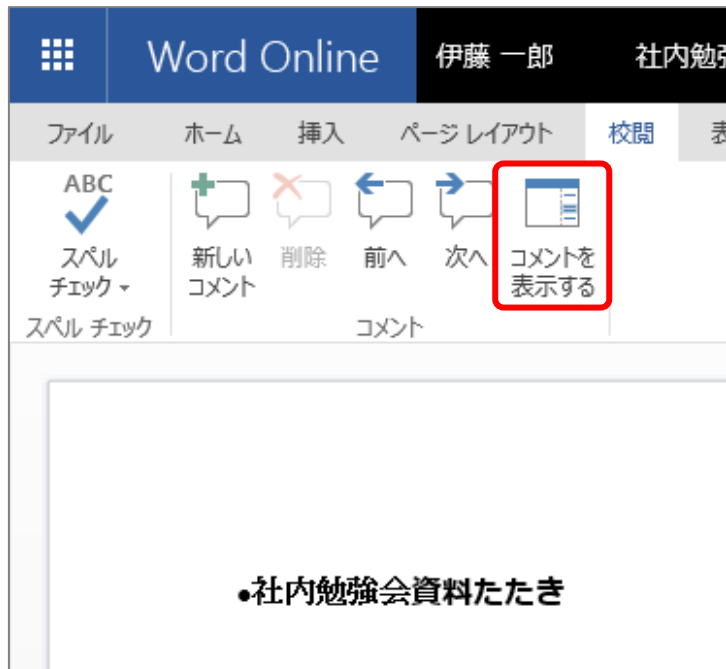 Word Online 伊藤 一郎 社内勉
ファイル ホーム 挿入 ページ レイアウト 校閲 表
ABC
スペル チェック
新しい コメント
削除
前へ
次へ
コメントを 表示する
スペル チェック コメント
•社内勉強会資料たたき